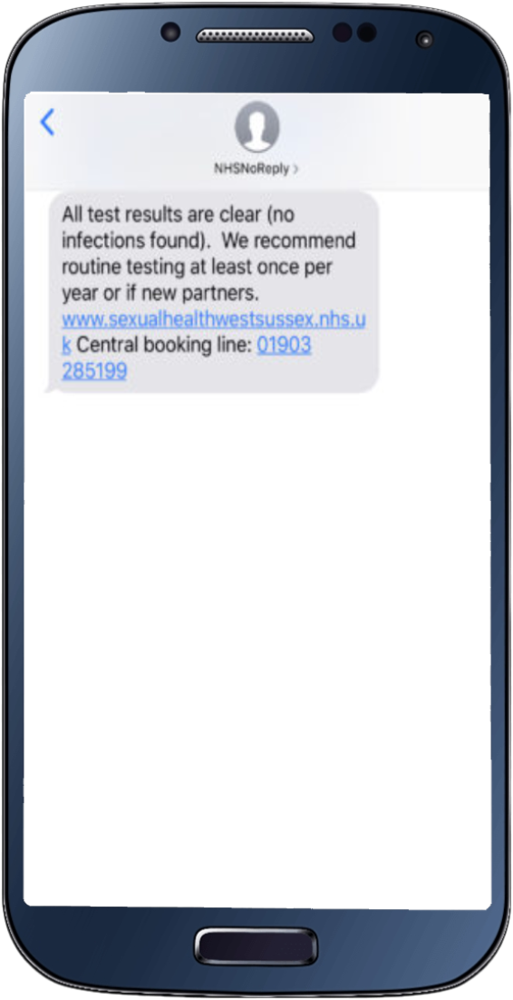 NHSNoReply >
All test results are clear (no
infections found).  We recommend
routine testing at least once per
year or if new partners.
www.sexualhealthwestsussex.nhs.u
k Central booking line: 01903
285199